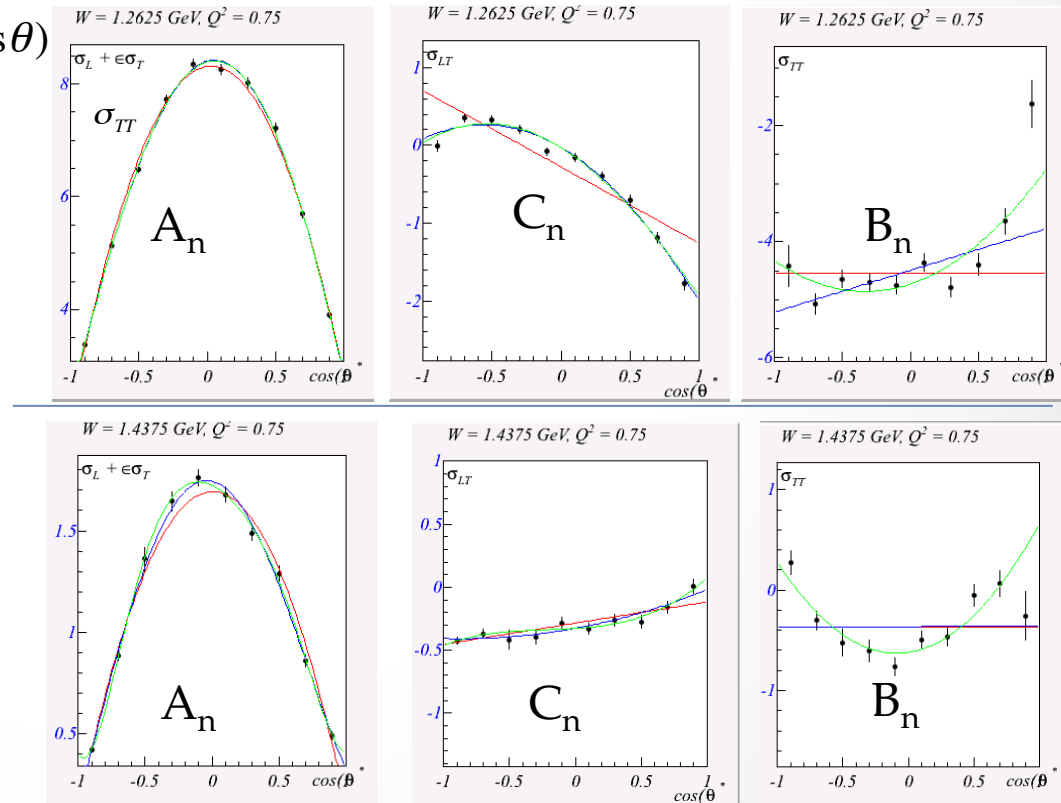 sθ)
W = 1.2625 GeV, Q² = 0.75
σ_L + ϵσ_T
σ_TT
A_n
8
6
4
-1 -0.5 0 0.5 1
cos(θ*
W = 1.2625 GeV, Q² = 0.75
σ_LT
C_n
1
0
-1
-2
-1 -0.5 0 0.5 1
cos(θ*
W = 1.2625 GeV, Q² = 0.75
σ_TT
B_n
-2
-4
-6
-1 -0.5 0 0.5
cos(θ*
W = 1.4375 GeV, Q² = 0.75
σ_L + ϵσ_T
A_n
1.5
1
0.5
-1 -0.5 0 0.5
cos(θ*
W = 1.4375 GeV, Q² = 0.75
σ_LT
C_n
1
0.5
0
-0.5
-1
-1 -0.5 0 0.5 1
cos(θ*
W = 1.4375 GeV, Q² = 0.75
σ_TT
B_n
1
0
-1
-1 -0.5 0 0.5
cos(θ*